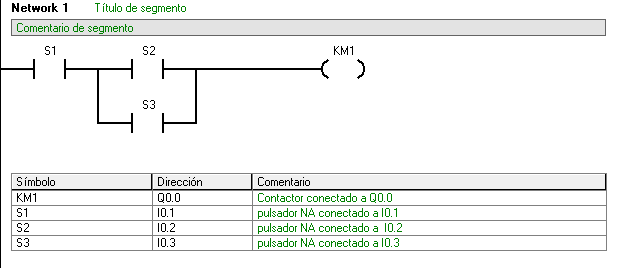 Network 1 Título de segmento
Comentario de segmento
S1 S2 KM1
S3
Símbolo Dirección Comentario
KM1 Q0.0 Contactor conectado a Q0.0
S1 I0.1 pulsador NA conectado a I0.1
S2 I0.2 pulsador NA conectado a I0.2
S3 I0.3 pulsador NA conectado a I0.3